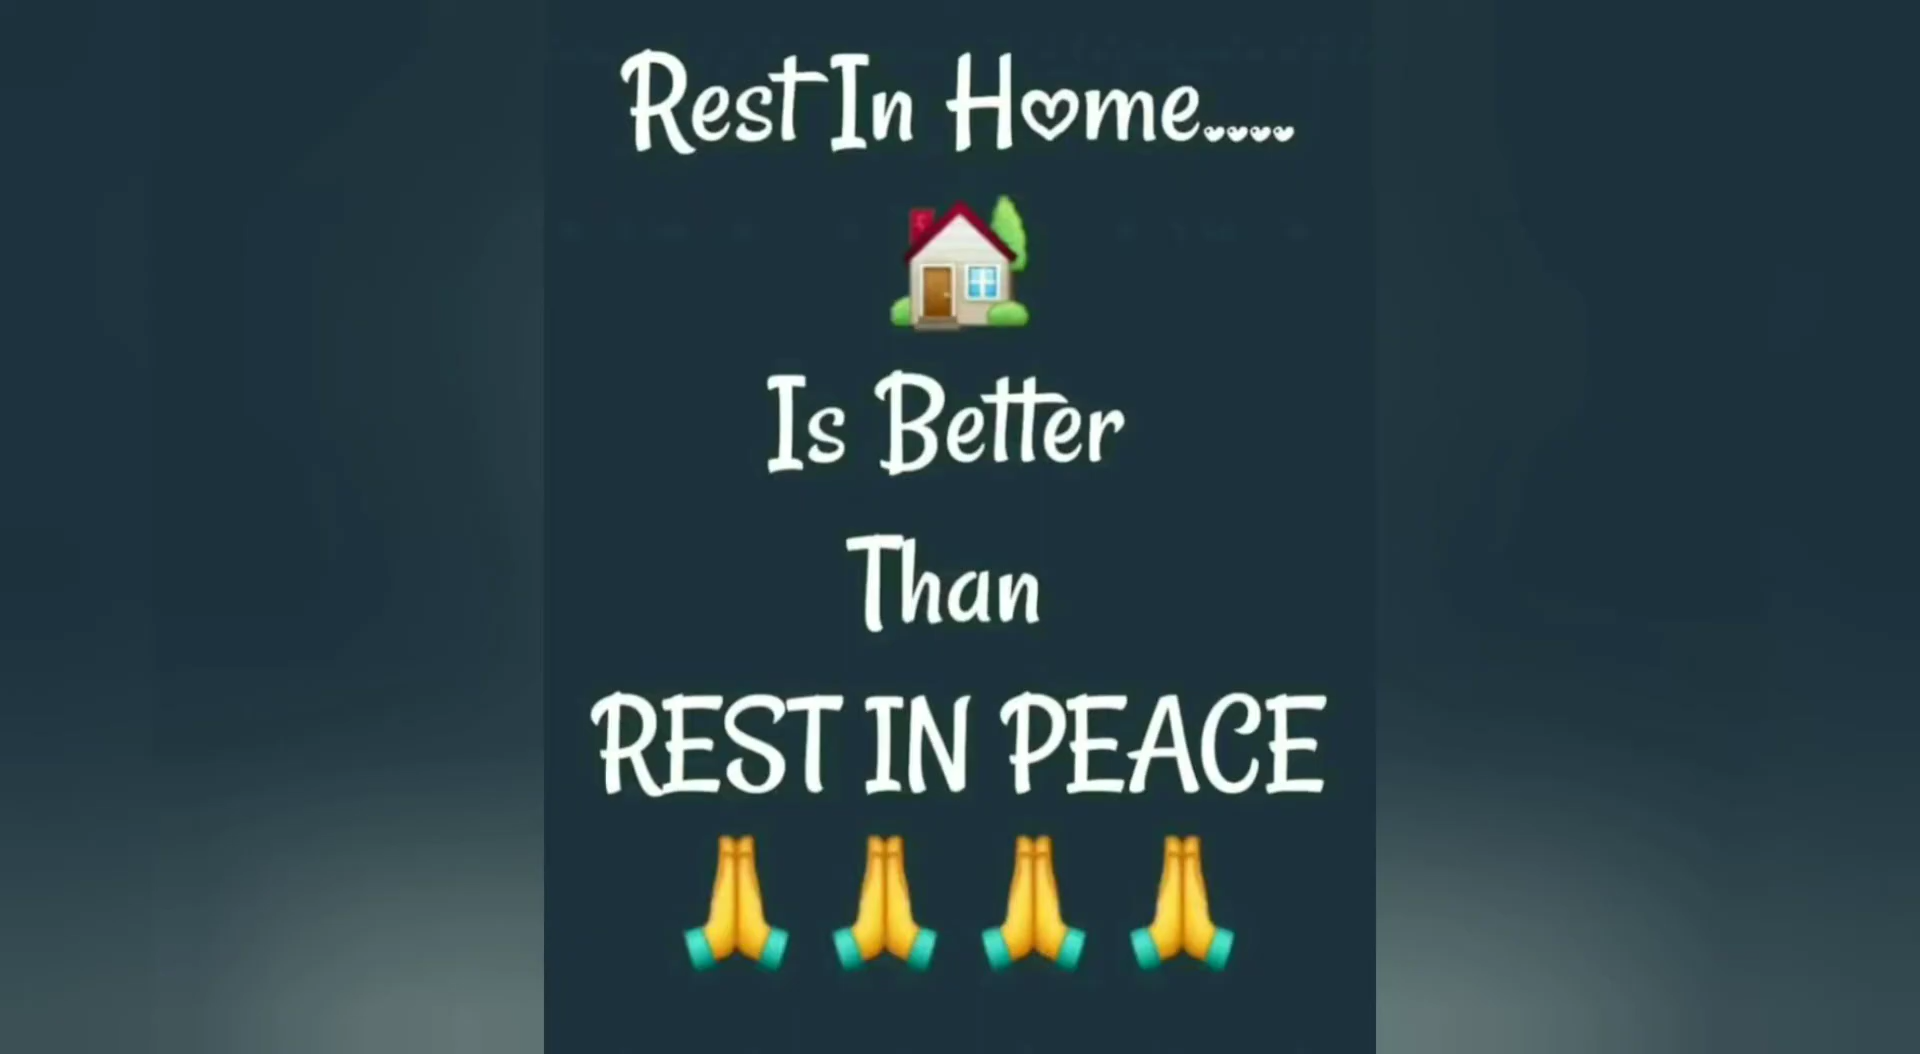 Rest In Home.....
Is Better
Than
REST IN PEACE